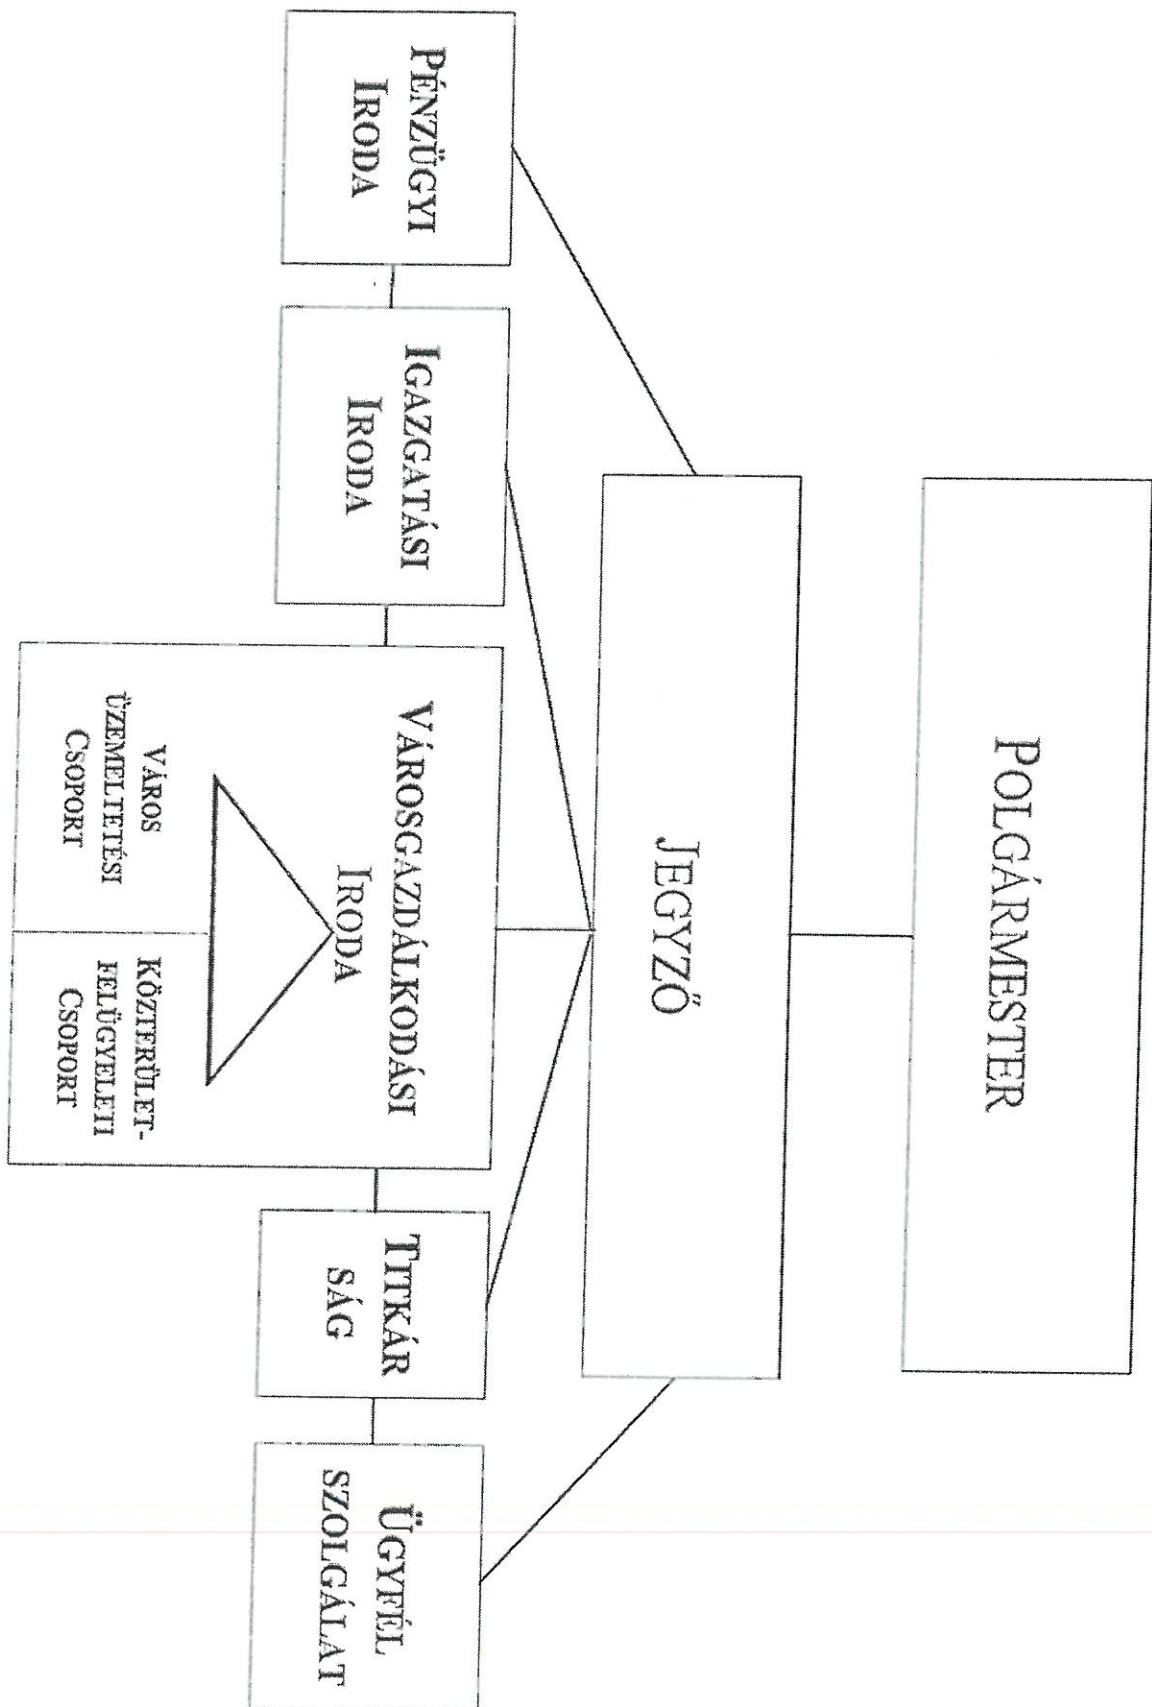 POLGÁRMESTER
JEGYZŐ
PÉNZÜGYI
IRODA
IGAZGATÁSI
IRODA
VÁROSGAZDÁLKODÁSI
IRODA
VÁROS
ÜZEMELTETÉSI
CSOPORT
KÖZTERÜLET-
FELÜGYELETI
CSOPORT
TITKÁR
SÁG
ÜGYFÉL
SZOLGÁLAT